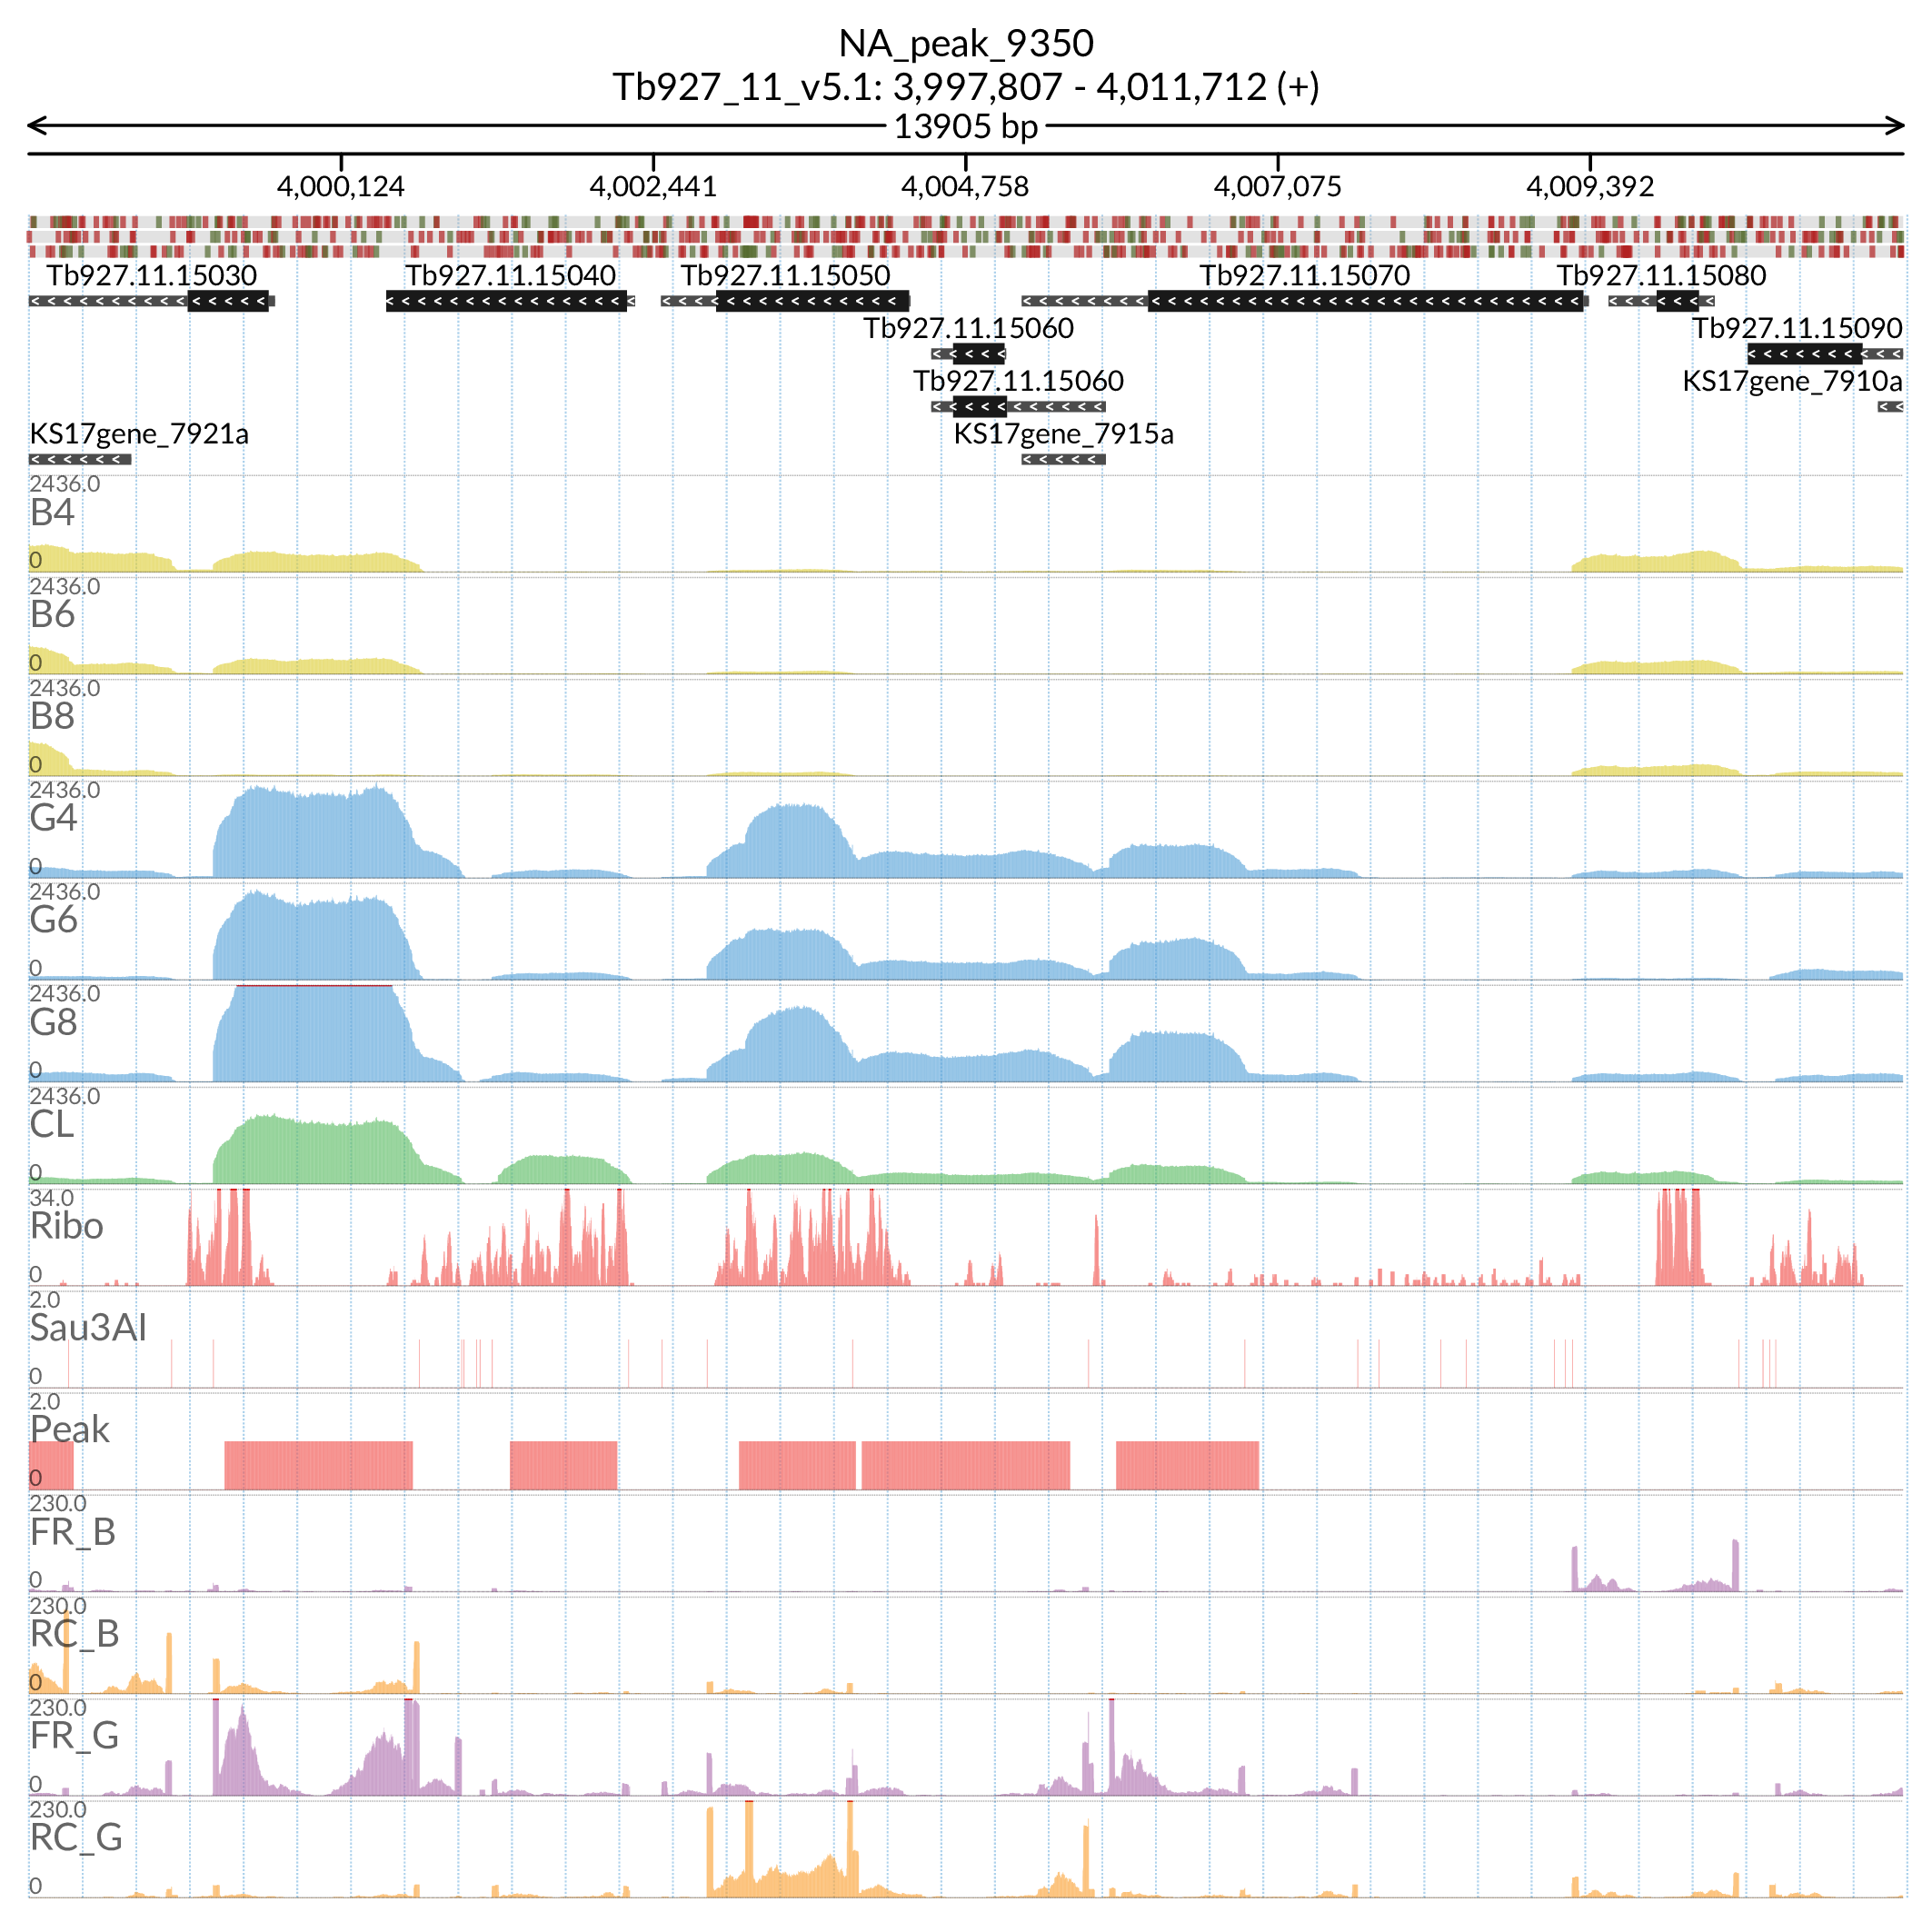 NA_peak_9350
Tb927_11_v5.1: 3,997,807 - 4,011,712 (+)
13905 bp
4,000,124 4,002,441 4,004,758 4,007,075 4,009,392
Tb927.11.15030 Tb927.11.15040 Tb927.11.15050 Tb927.11.15070 Tb927.11.15080
Tb927.11.15060 Tb927.11.15090
Tb927.11.15060 KS17gene_7910a
KS17gene_7921a KS17gene_7915a
2436.0
B4
0
2436.0
B6
0
2436.0
B8
0
2436.0
G4
0
2436.0
G6
0
2436.0
G8
0
2436.0
CL
0
34.0
Ribo
0
2.0
Sau3AI
0
2.0
Peak
0
230.0
FR_B
0
230.0
RC_B
0
230.0
FR_G
0
230.0
RC_G
0